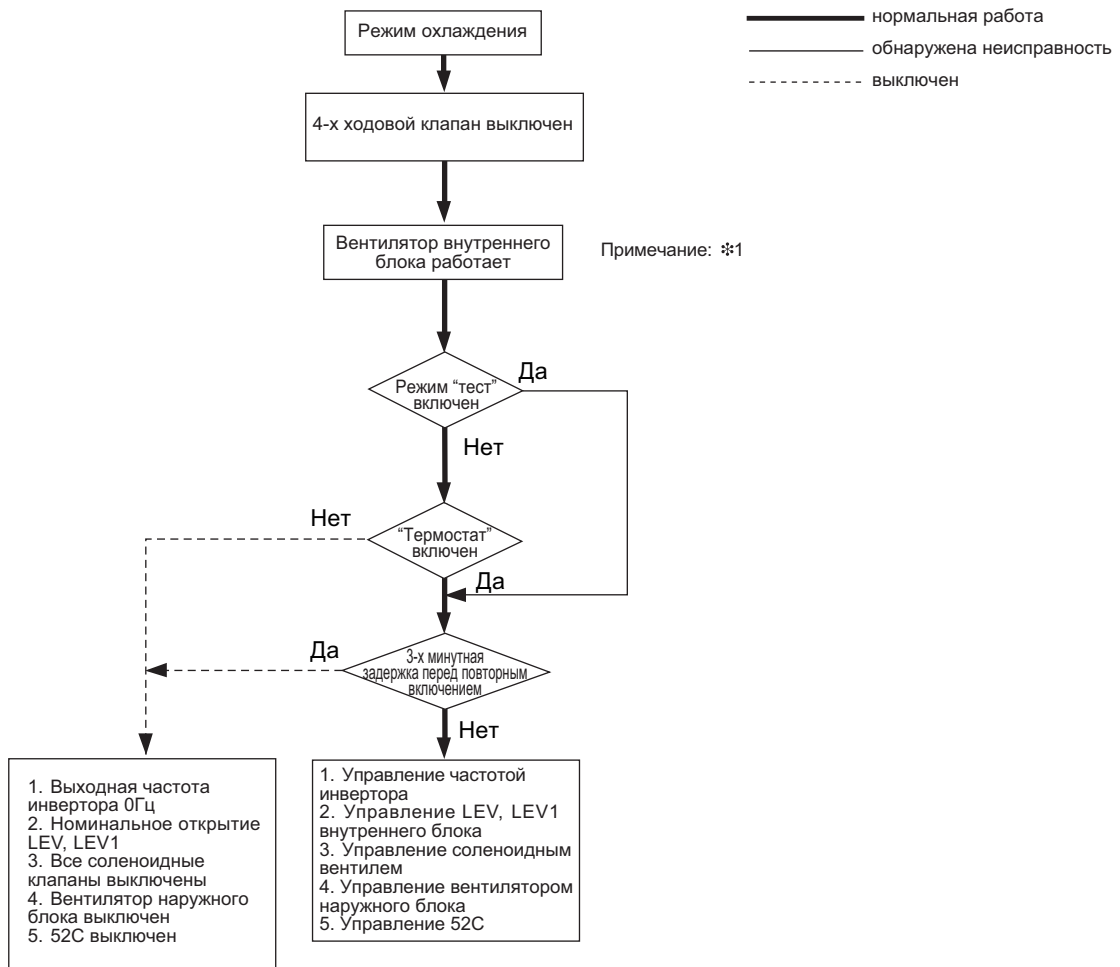 Режим охлаждения
нормальная работа
обнаружена неисправность
выключен
4-х ходовой клапан выключен
Вентилятор внутреннего
блока работает
Примечание: ✻1
Режим “тест”
включен
Да
Нет
“Термостат”
включен
Нет
Да
3-х минутная
задержка перед повторным
включением
Да
Нет
1. Выходная частота
инвертора 0Гц
2. Номинальное открытие
LEV, LEV1
3. Все соленоидные
клапаны выключены
4. Вентилятор наружного
блока выключен
5. 52C выключен
1. Управление частотой
инвертора
2. Управление LEV, LEV1
внутреннего блока
3. Управление соленоидным
вентилем
4. Управление вентилятором
наружного блока
5. Управление 52C